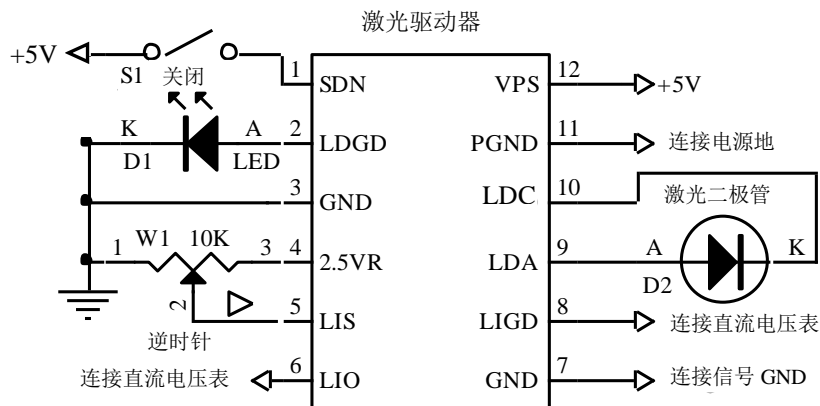 激光驱动器
+5V
S1
关闭
1
SDN
VPS
12
+5V
K
D1
A
LED
2
LDGD
PGND
11
连接电源地
3
GND
LDC
10
激光二极管
1
W1
10K
3
4
2.5VR
LDA
9
A
D2
K
2
5
LIS
LIGD
8
连接直流电压表
逆时针
连接直流电压表
6
LIO
GND
7
连接信号 GND